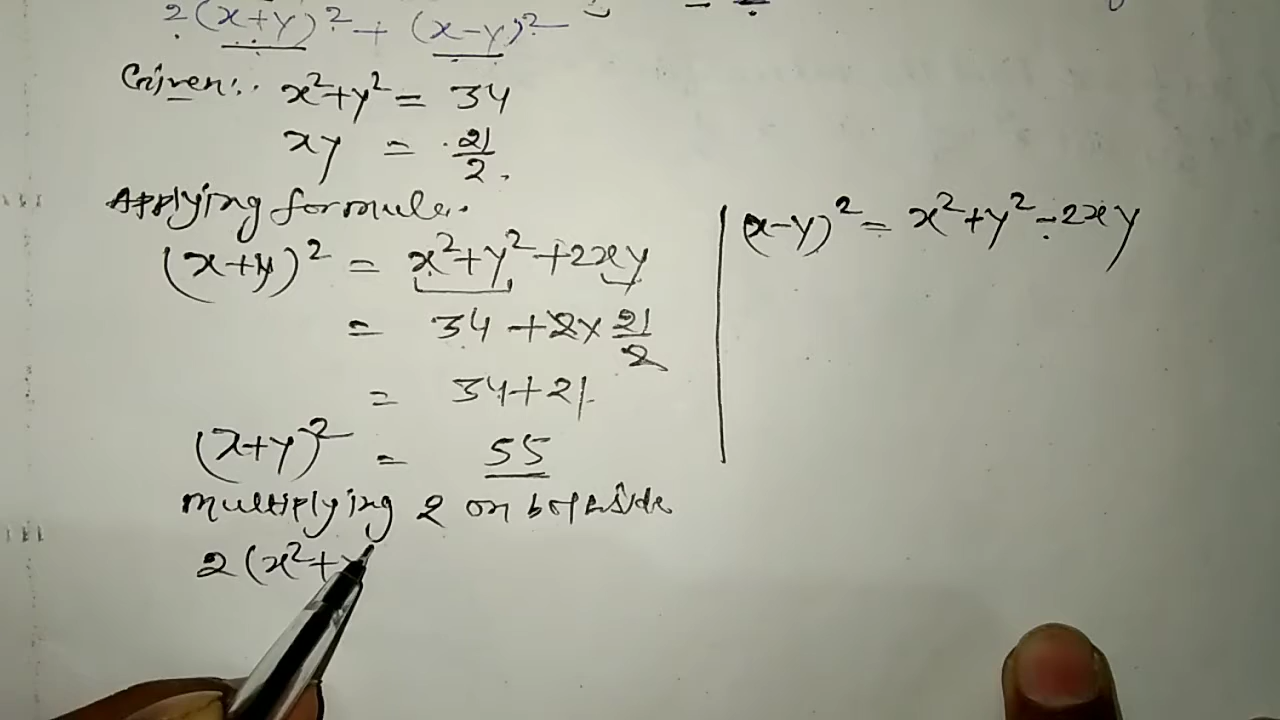 2(x+y)² + (x-y)²
Given:. x²+y² = 34
xy = 21/2.
Applying formula.
(x+y)² = x²+y²+2xy
= 34+2x 21/2
= 34+21
(x+y)² = 55
multiplying 2 on both side
2(x²+y
(x-y)² = x²+y²-2xy